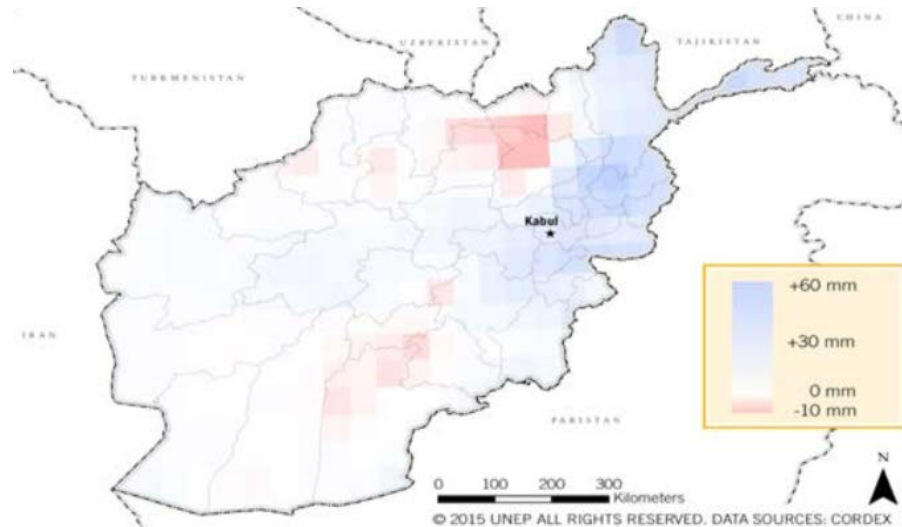 CHINA
UZBEKISTAN
TAJIKISTAN
TURKMENISTAN
Kabul
+60 mm
+30 mm
IRAN
0 mm
-10 mm
PAKISTAN
N
0 100 200 300
Kilometers
© 2015 UNEP ALL RIGHTS RESERVED. DATA SOURCES: CORDEX